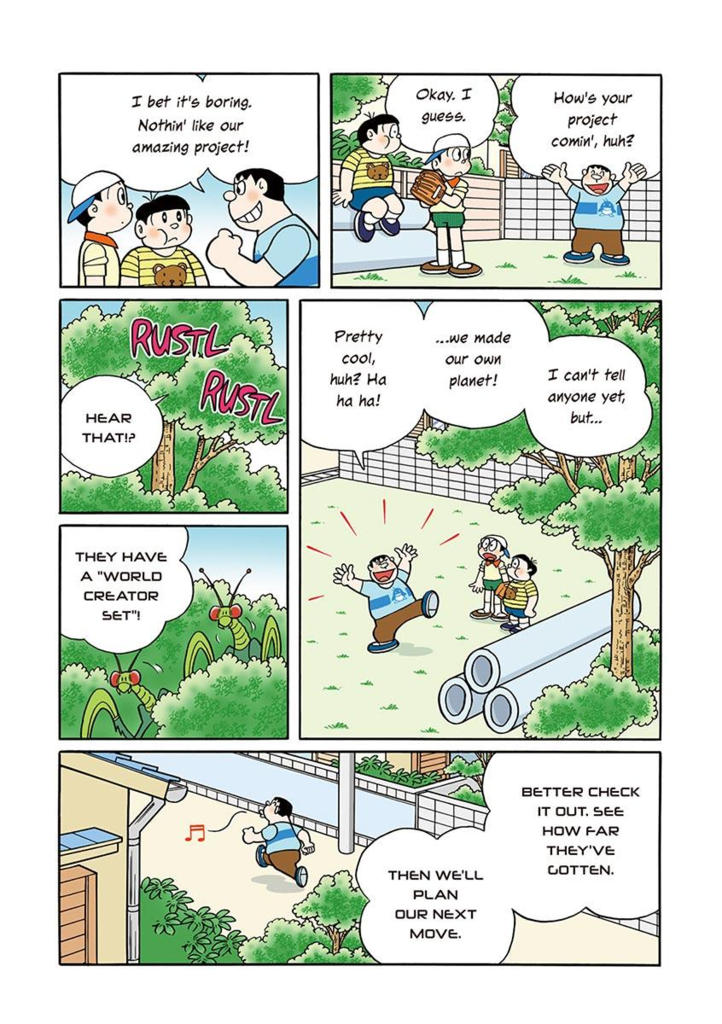 How's your
project
comin', huh?
Okay. I
guess.
I bet it's boring.
Nothin' like our
amazing project!
I can't tell
anyone yet,
but...
...we made
our own
planet!
Pretty
cool,
huh? Ha
ha ha!
RUSTL
RUSTL
HEAR
THAT!?
THEY HAVE
A "WORLD
CREATOR
SET"!
BETTER CHECK
IT OUT. SEE
HOW FAR
THEY'VE
GOTTEN.
THEN WE'LL
PLAN
OUR NEXT
MOVE.